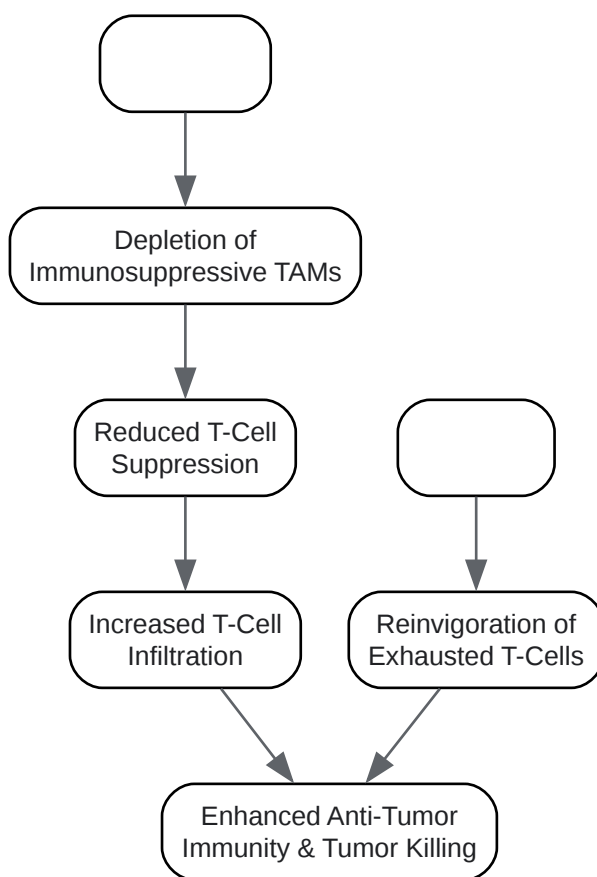 Depletion of
Immunosuppressive TAMs
Reduced T-Cell
Suppression
Increased T-Cell
Infiltration
Reinvigoration of
Exhausted T-Cells
Enhanced Anti-Tumor
Immunity & Tumor Killing